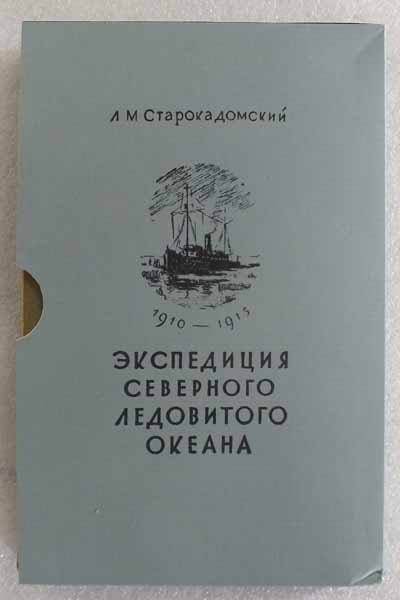 Л М Старокадомский
1910 — 1915
ЭКСПЕДИЦИЯ
СЕВЕРНОГО
ЛЕДОВИТОГО
ОКЕАНА